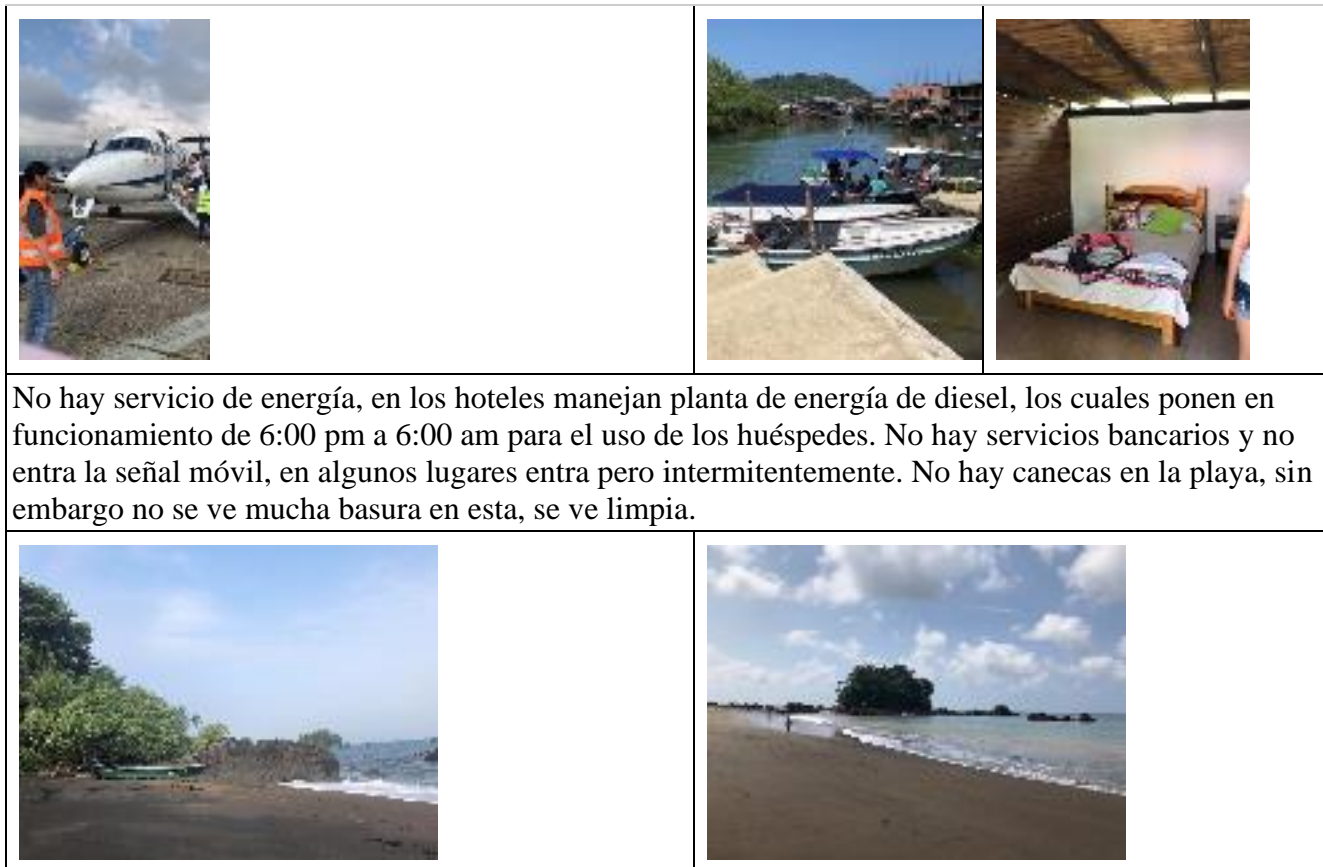 No hay servicio de energía, en los hoteles manejan planta de energía de diesel, los cuales ponen en
funcionamiento de 6:00 pm a 6:00 am para el uso de los huéspedes. No hay servicios bancarios y no
entra la señal móvil, en algunos lugares entra pero intermitentemente. No hay canecas en la playa, sin
embargo no se ve mucha basura en esta, se ve limpia.